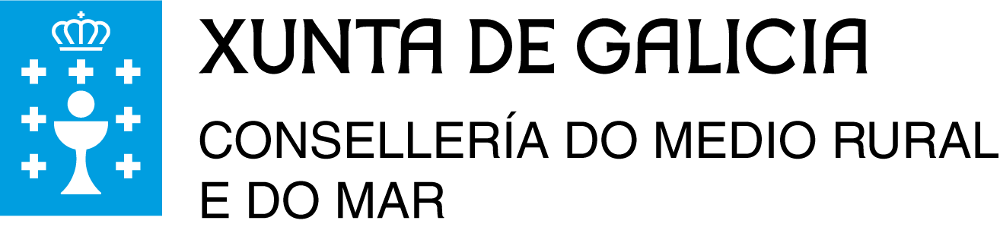 XUNTA DE GALICIA
CONSELLERÍA DO MEDIO RURAL
E DO MAR